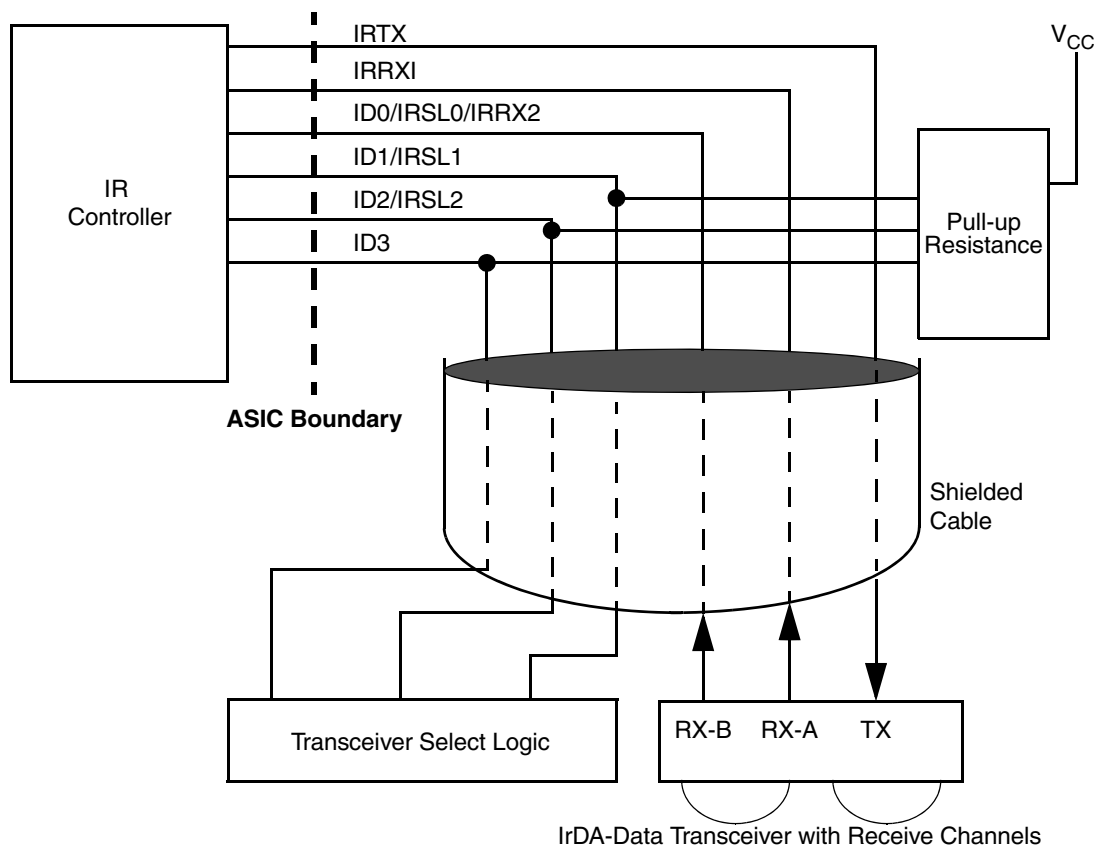 IRTX
V_CC
IRRXI
ID0/IRSL0/IRRX2
ID1/IRSL1
IR
Controller
ID2/IRSL2
Pull-up
Resistance
ID3
ASIC Boundary
Shielded
Cable
RX-B RX-A TX
Transceiver Select Logic
IrDA-Data Transceiver with Receive Channels